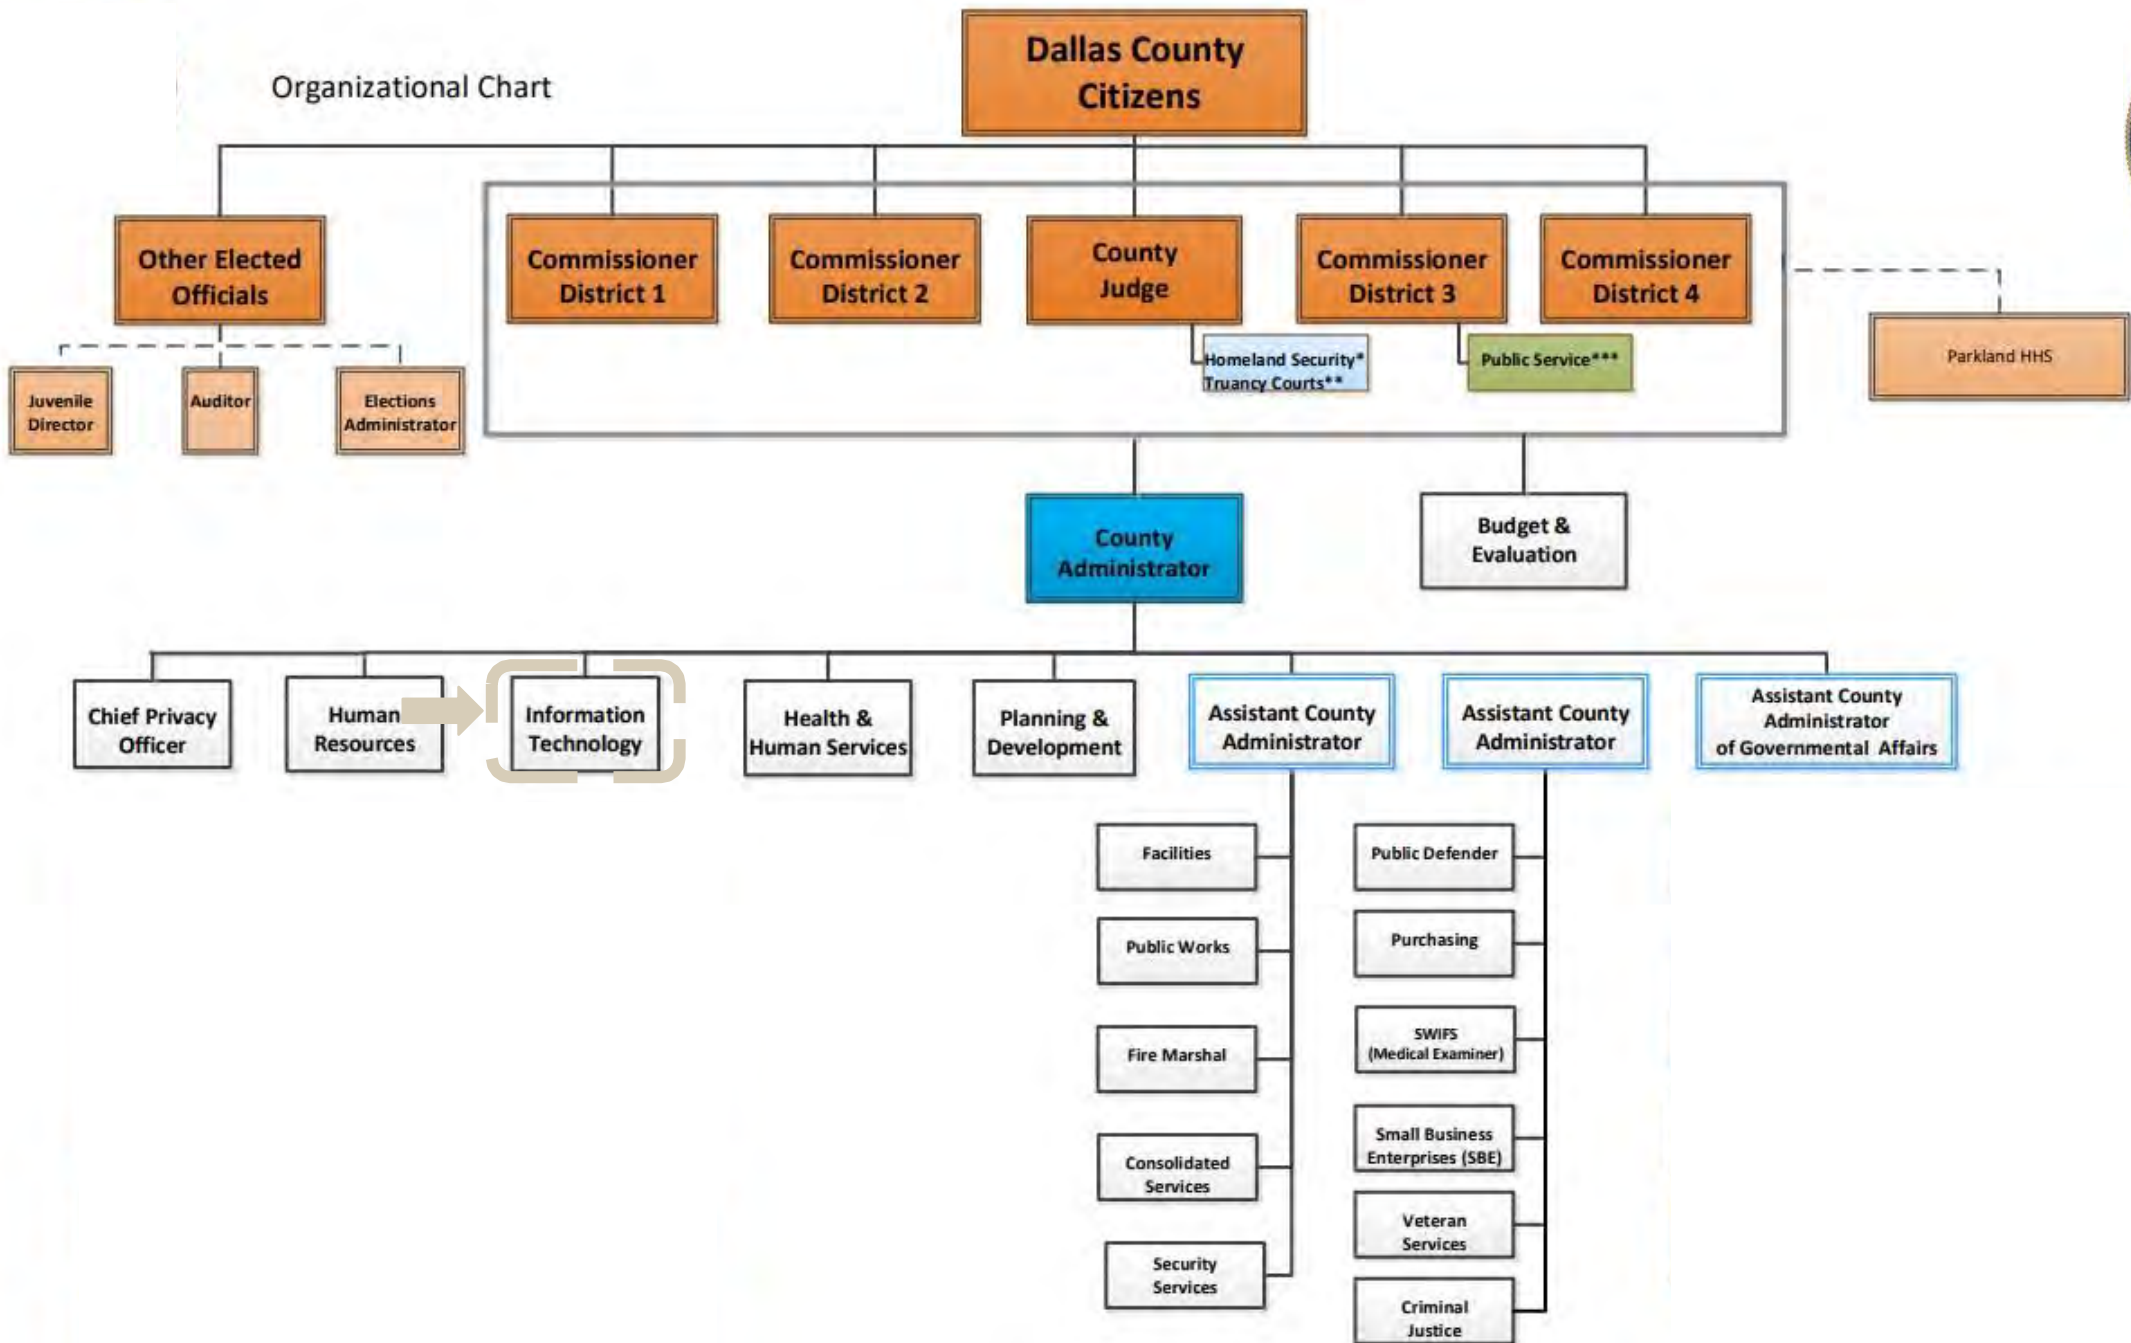 Organizational Chart
Dallas County
Citizens
Other Elected
Officials
Commissioner
District 1
Commissioner
District 2
County
Judge
Commissioner
District 3
Commissioner
District 4
Homeland Security*
Truancy Courts**
Public Service***
Parkland HHS
Juvenile
Director
Auditor
Elections
Administrator
County
Administrator
Budget &
Evaluation
Chief Privacy
Officer
Human
Resources
Information
Technology
Health &
Human Services
Planning &
Development
Assistant County
Administrator
Assistant County
Administrator
Assistant County
Administrator
of Governmental Affairs
Facilities
Public Works
Fire Marshal
Consolidated
Services
Security
Services
Public Defender
Purchasing
SWIFS
(Medical Examiner)
Small Business
Enterprises (SBE)
Veteran
Services
Criminal
Justice